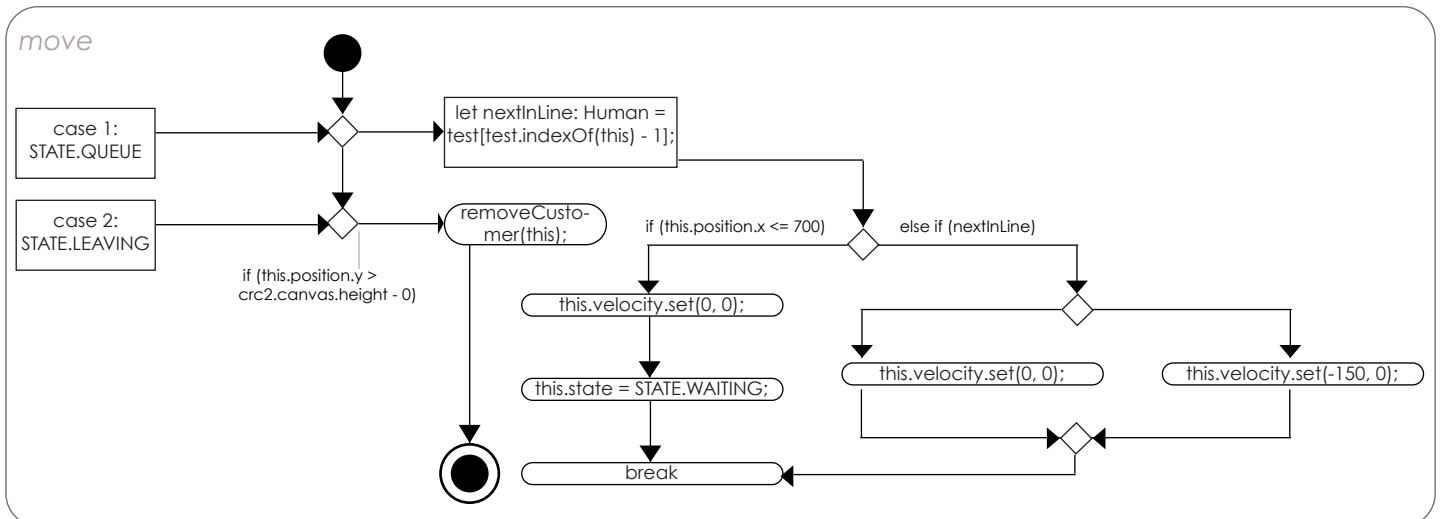 move
case 1:
STATE.QUEUE
let nextInLine: Human =
test[test.indexOf(this) - 1];
case 2:
STATE.LEAVING
removeCusto-
mer(this);
if (this.position.x <= 700)
else if (nextInLine)
if (this.position.y >
crc2.canvas.height - 0)
this.velocity.set(0, 0);
this.velocity.set(0, 0);
this.velocity.set(-150, 0);
this.state = STATE.WAITING;
break